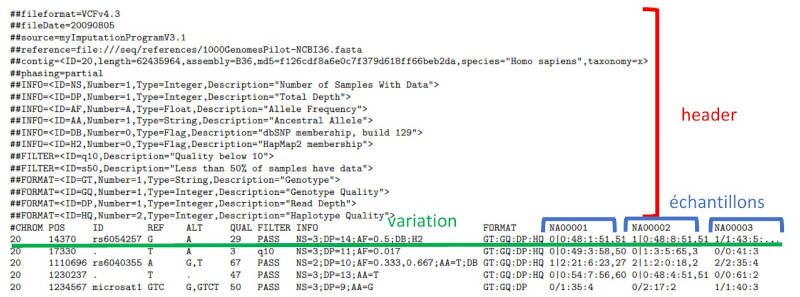 ##fileformat=VCFv4.3
##fileDate=20090805
##source=myImputationProgramV3.1
##reference=file:///seq/references/1000GenomesPilot-NCBI36.fasta
##contig=<ID=20,length=62435964,assembly=B36,md5=f126cdf8a6e0c7f379d618ff66beb2da,species="Homo sapiens",taxonomy=x>
##phasing=partial
##INFO=<ID=NS,Number=1,Type=Integer,Description="Number of Samples With Data">
##INFO=<ID=DP,Number=1,Type=Integer,Description="Total Depth">
##INFO=<ID=AF,Number=A,Type=Float,Description="Allele Frequency">
##INFO=<ID=AA,Number=1,Type=String,Description="Ancestral Allele">
##INFO=<ID=DB,Number=0,Type=Flag,Description="dbSNP membership, build 129">
##INFO=<ID=H2,Number=0,Type=Flag,Description="HapMap2 membership">
header
##FILTER=<ID=q10,Description="Quality below 10">
##FILTER=<ID=s50,Description="Less than 50% of samples have data">
##FORMAT=<ID=GT,Number=1,Type=String,Description="Genotype">
##FORMAT=<ID=GQ,Number=1,Type=Integer,Description="Genotype Quality">
##FORMAT=<ID=DP,Number=1,Type=Integer,Description="Read Depth">
##FORMAT=<ID=HQ,Number=2,Type=Integer,Description="Haplotype Quality">
échantillons
variation
#CHROM POS ID REF ALT QUAL FILTER INFO FORMAT NA00001 NA00002 NA00003
20 14370 rs6054257 G A 29 PASS NS=3;DP=14;AF=0.5;DB;H2 GT:GQ:DP:HQ 0|0:48:1:51,51 1|0:48:8:51,51 1/1:43:5:...
20 17330 . T A 3 q10 NS=3;DP=11;AF=0.017 GT:GQ:DP:HQ 0|0:49:3:58,50 0|1:3:5:65,3 0/0:41:3
20 1110696 rs6040355 A G,T 67 PASS NS=2;DP=10;AF=0.333,0.667;AA=T;DB GT:GQ:DP:HQ 1|2:21:6:23,27 2|1:2:0:18,2 2/2:35:4
20 1230237 . T . 47 PASS NS=3;DP=13;AA=T GT:GQ:DP:HQ 0|0:54:7:56,60 0|0:48:4:51,51 0/0:61:2
20 1234567 microsat1 GTC G,GTCT 50 PASS NS=3;DP=9;AA=G GT:GQ:DP 0/1:35:4 0/2:17:2 1/1:40:3